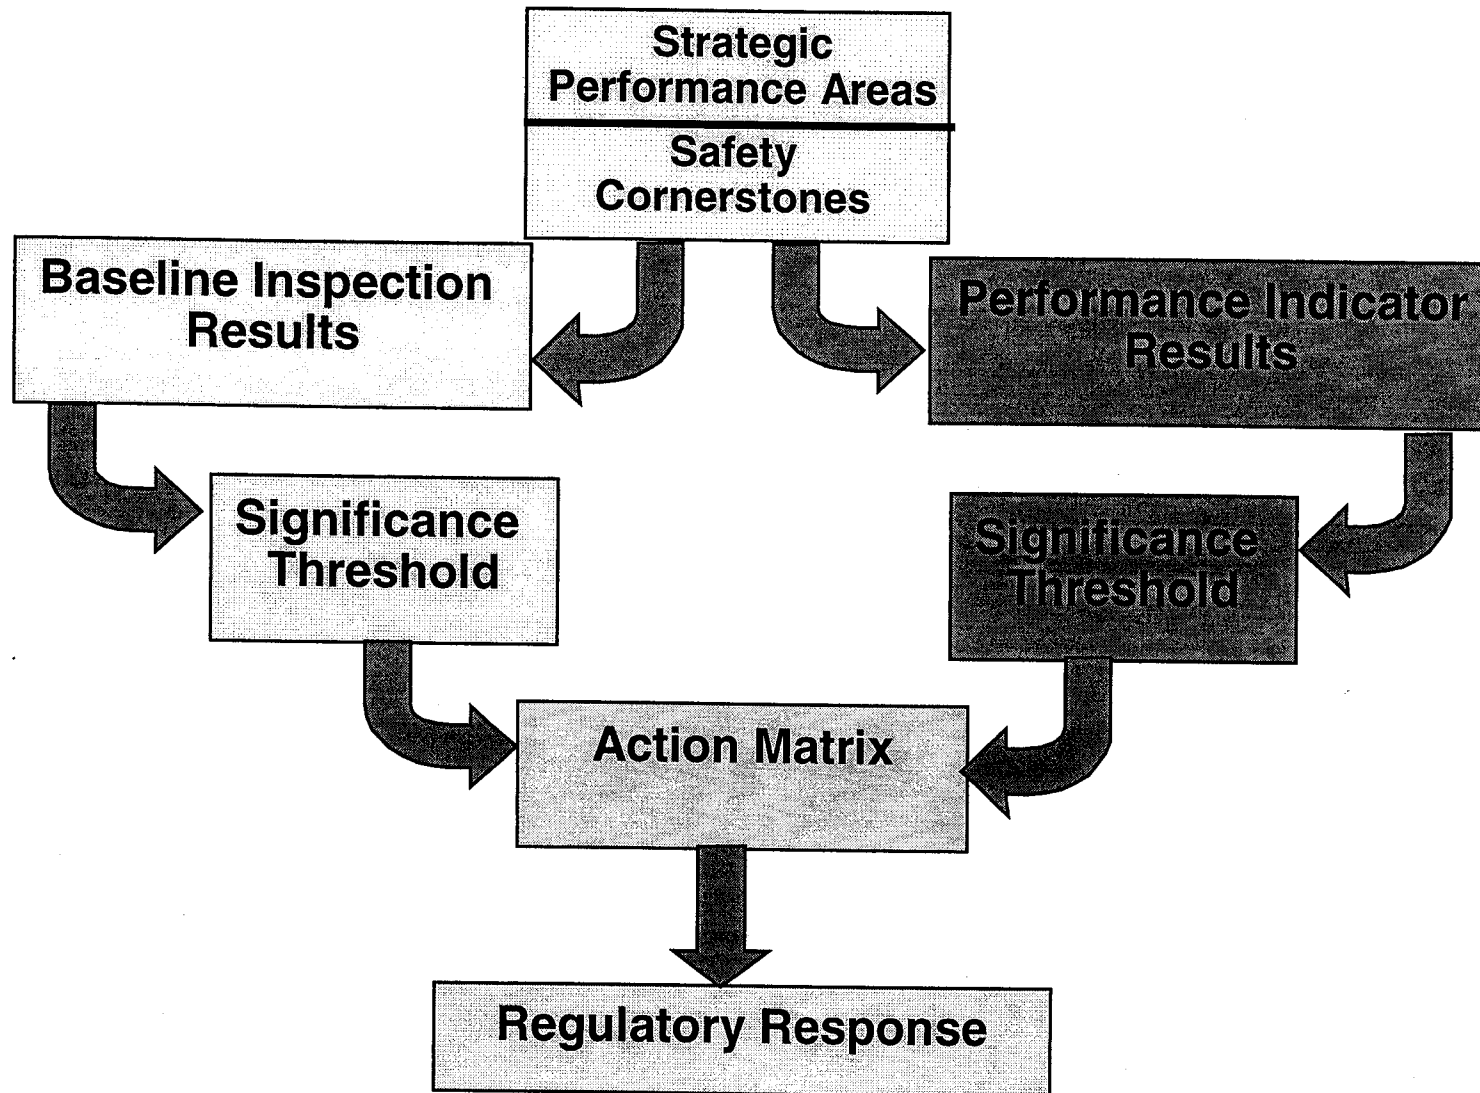 Strategic
Performance Areas
Safety
Cornerstones
Baseline Inspection
Results
Performance Indicator
Results
Significance
Threshold
Significance
Threshold
Action Matrix
Regulatory Response